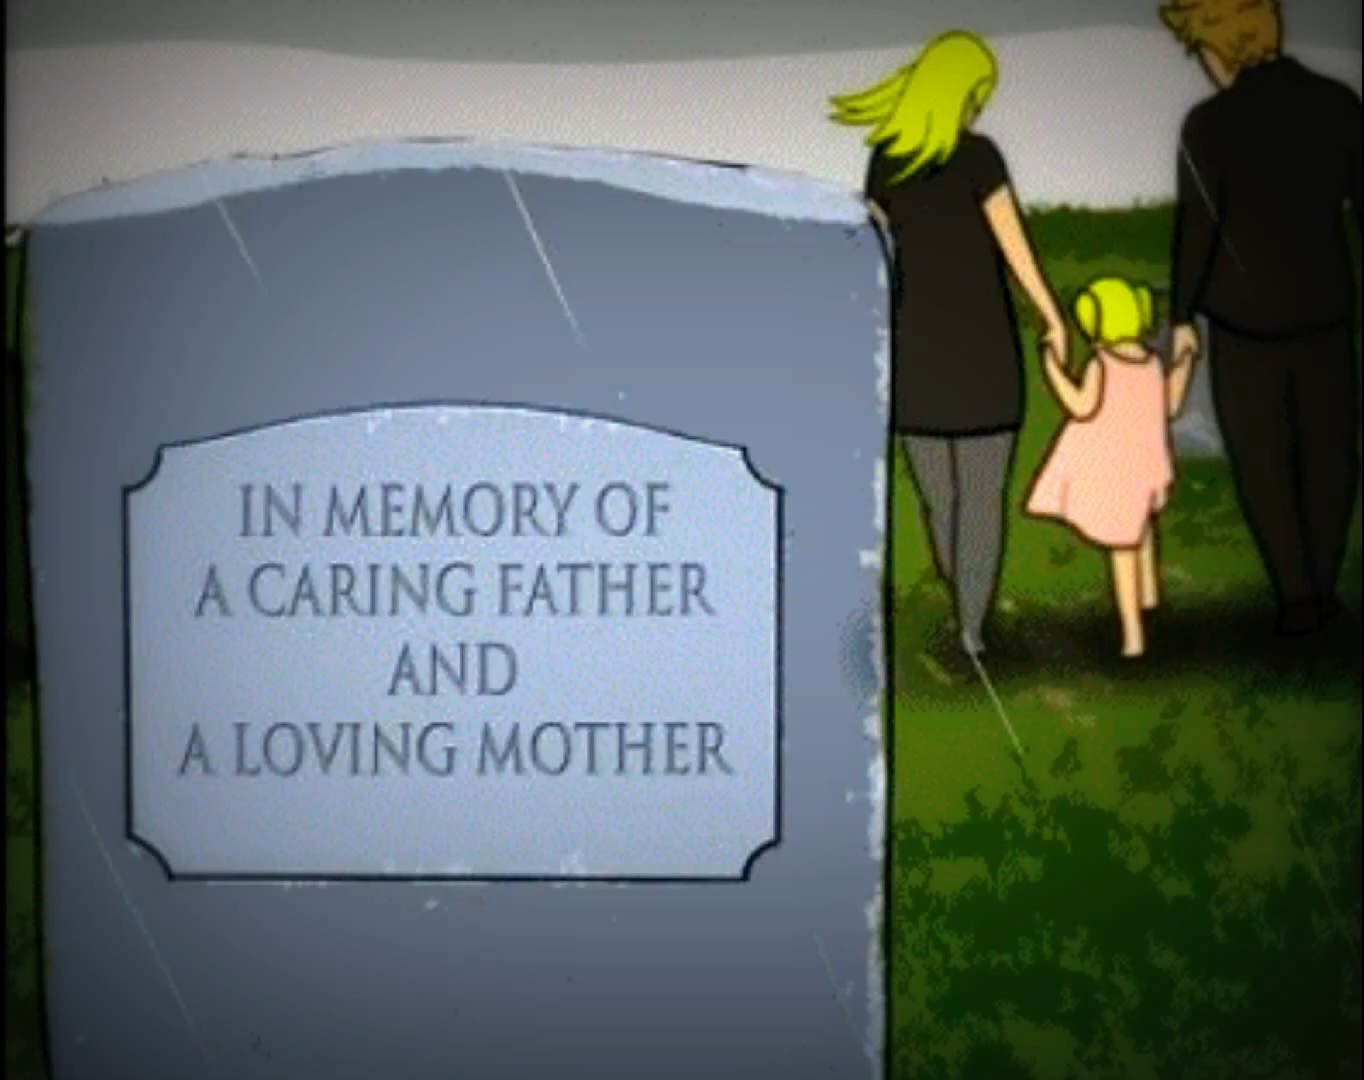 IN MEMORY OF
A CARING FATHER
AND
A LOVING MOTHER